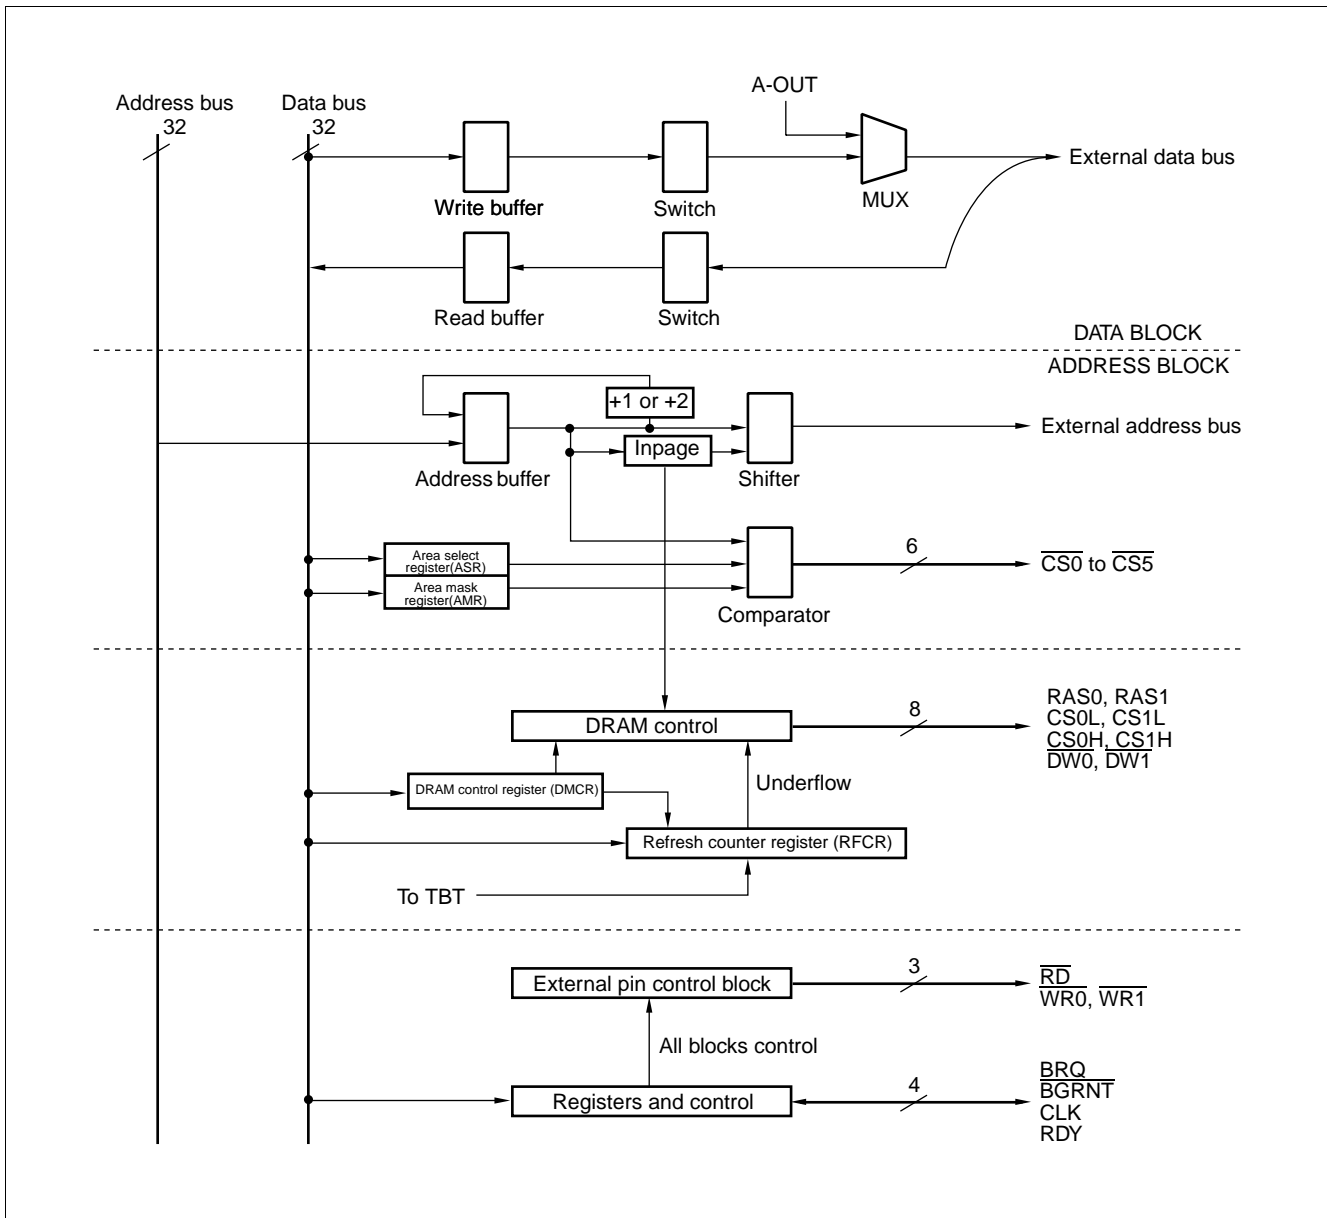 A-OUT
Address bus
Data bus
32
32
External data bus
Write buffer
Switch
MUX
Read buffer
Switch
DATA BLOCK
ADDRESS BLOCK
+1 or +2
External address bus
Inpage
Address buffer
Shifter
6
Area select
register(ASR)
CS0 to CS5
Area mask
register(AMR)
Comparator
RAS0, RAS1
8
CS0L, CS1L
DRAM control
CS0H, CS1H
DW0, DW1
Underflow
DRAM control register (DMCR)
Refresh counter register (RFCR)
To TBT
3
RD
External pin control block
WR0, WR1
All blocks control
BRQ
4
BGRNT
Registers and control
CLK
RDY